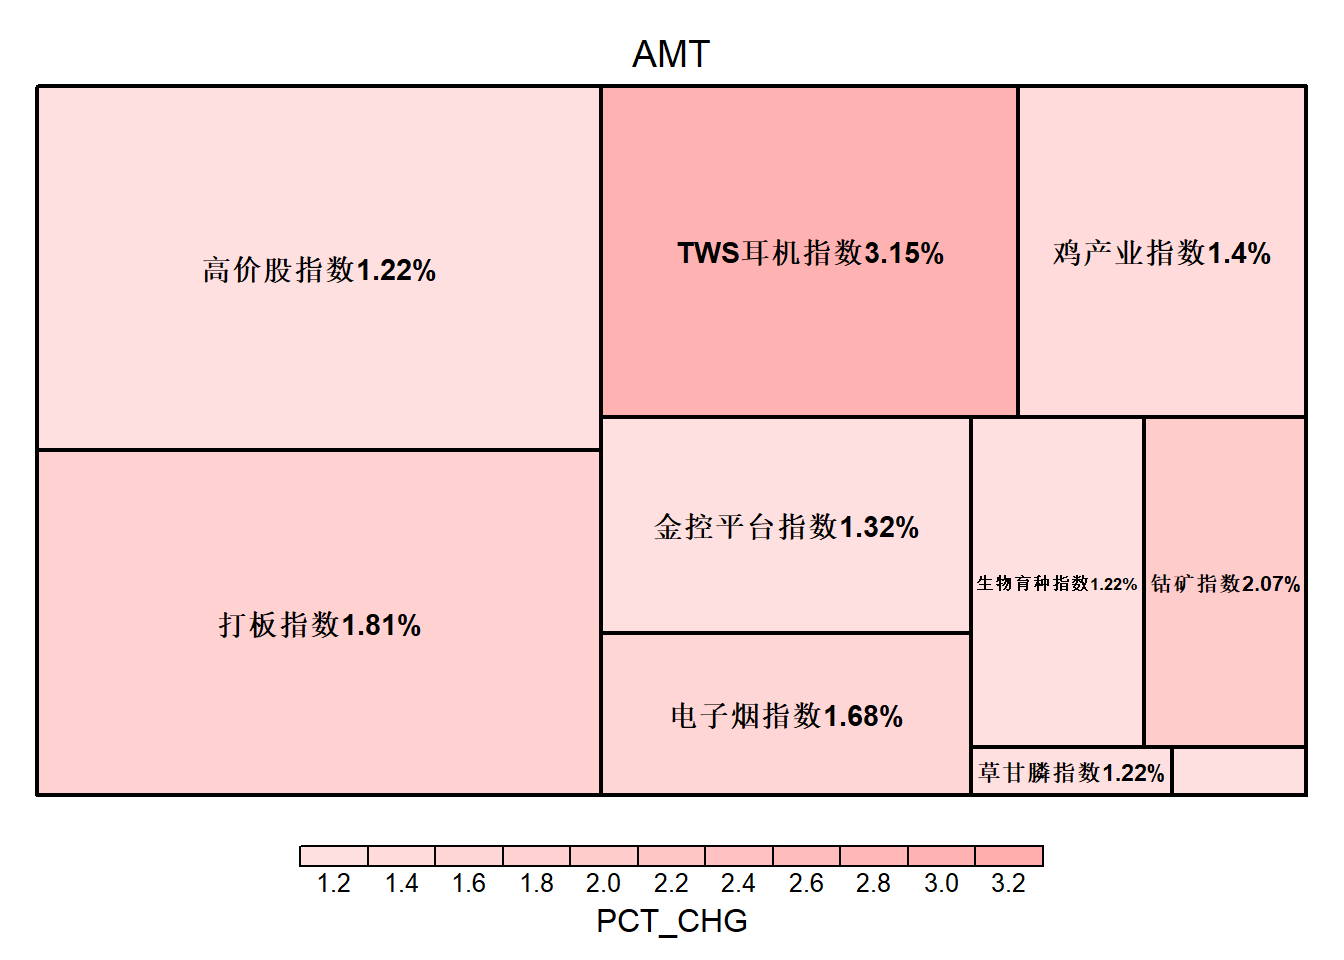 AMT
高价股指数1.22%
TWS耳机指数3.15%
鸡产业指数1.4%
打板指数1.81%
金控平台指数1.32%
生物育种指数1.22%
钴矿指数2.07%
电子烟指数1.68%
草甘膦指数1.22%
1.2 1.4 1.6 1.8 2.0 2.2 2.4 2.6 2.8 3.0 3.2
PCT_CHG